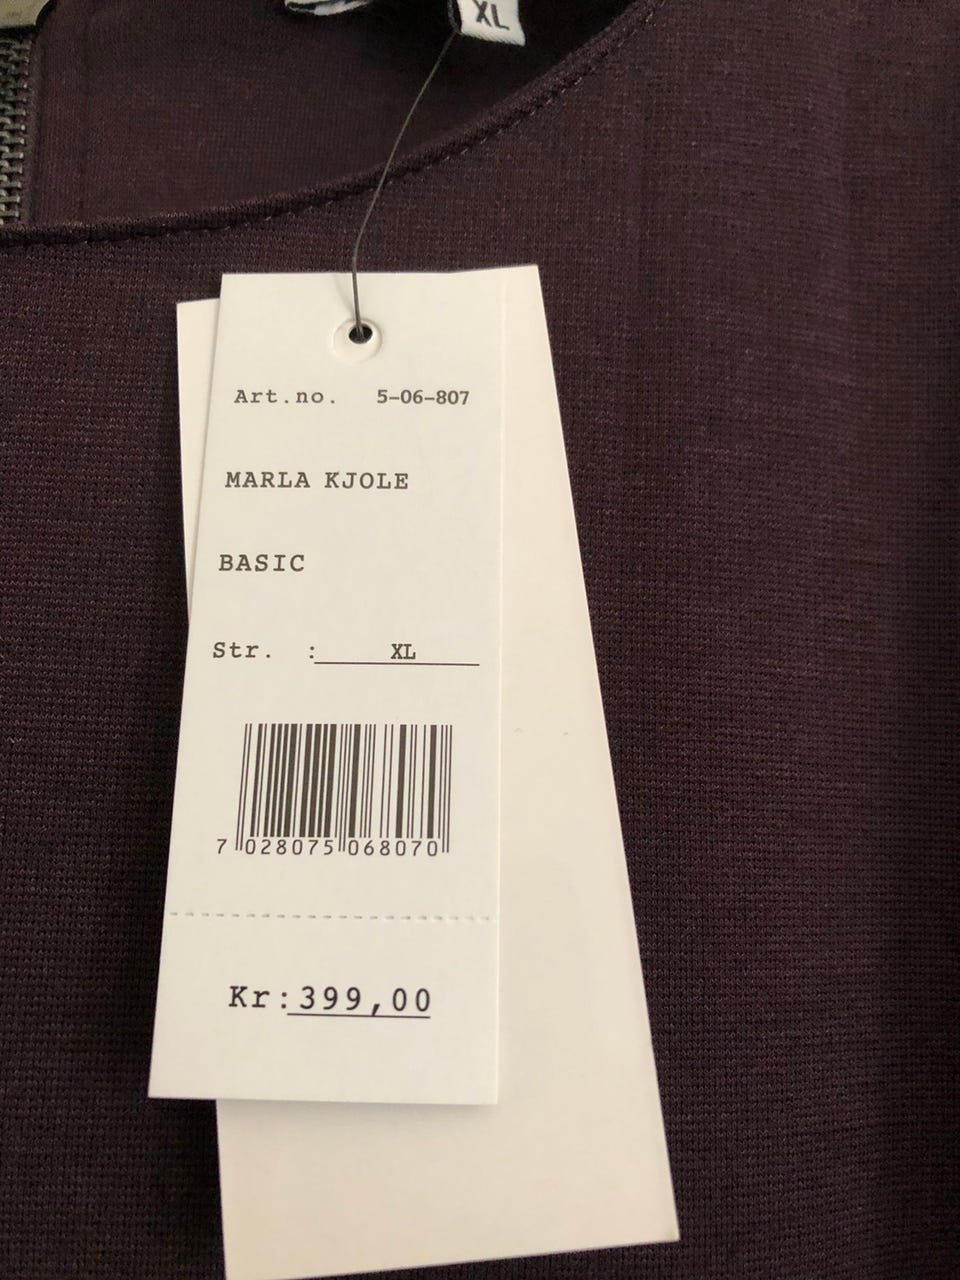 XL
Art.no. 5-06-807
MARLA KJOLE
BASIC
Str. : XL
7 028075 068070
Kr: 399,00